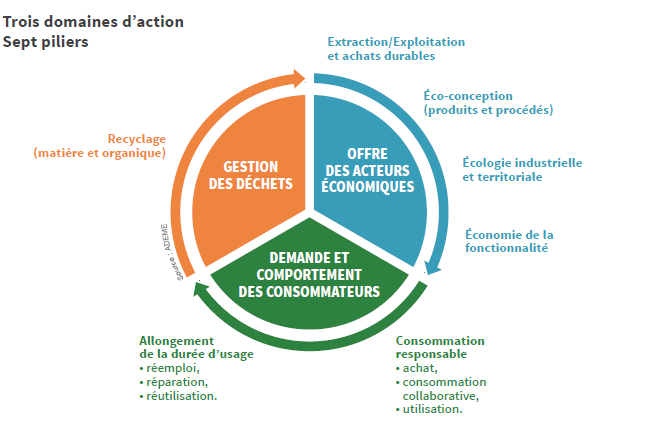 Trois domaines d’action
Sept piliers
Extraction/Exploitation
et achats durables
Éco-conception
(produits et procédés)
Écologie industrielle
et territoriale
Économie de la
fonctionnalité
Recyclage
(matière et organique)
GESTION
DES DÉCHETS
OFFRE
DES ACTEURS
ÉCONOMIQUES
DEMANDE ET
COMPORTEMENT
DES CONSOMMATEURS
Source : ADEME
Allongement
de la durée d’usage
• réemploi,
• réparation,
• réutilisation.
Consommation
responsable
• achat,
• consommation
collaborative,
• utilisation.